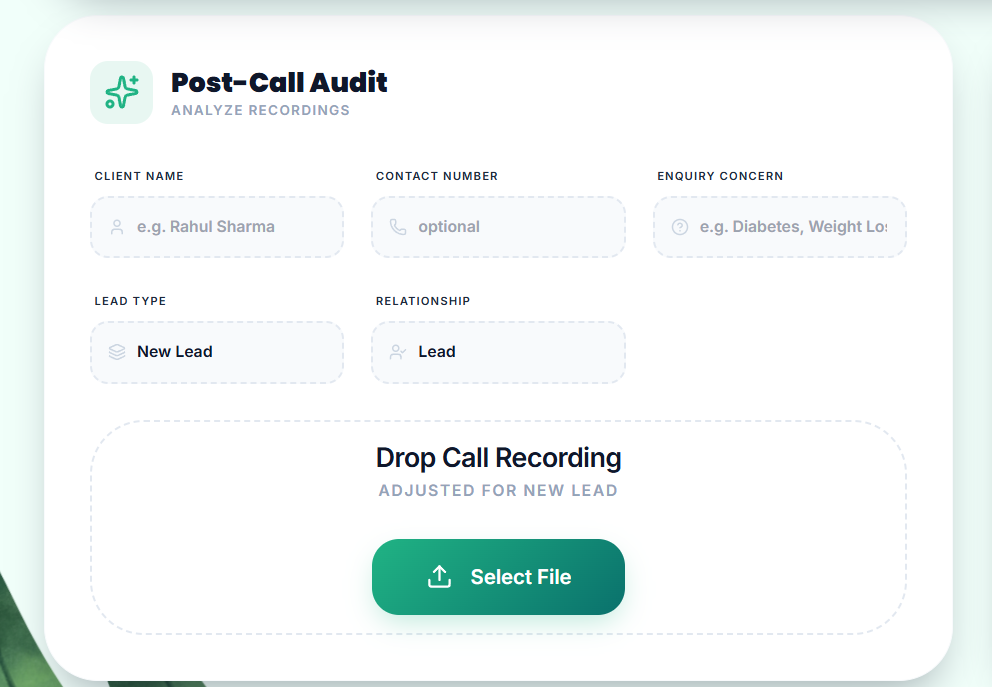 Post-Call Audit
ANALYZE RECORDINGS
CLIENT NAME
CONTACT NUMBER
ENQUIRY CONCERN
e.g. Rahul Sharma
optional
e.g. Diabetes, Weight Los
LEAD TYPE
RELATIONSHIP
New Lead
Lead
Drop Call Recording
ADJUSTED FOR NEW LEAD
Select File